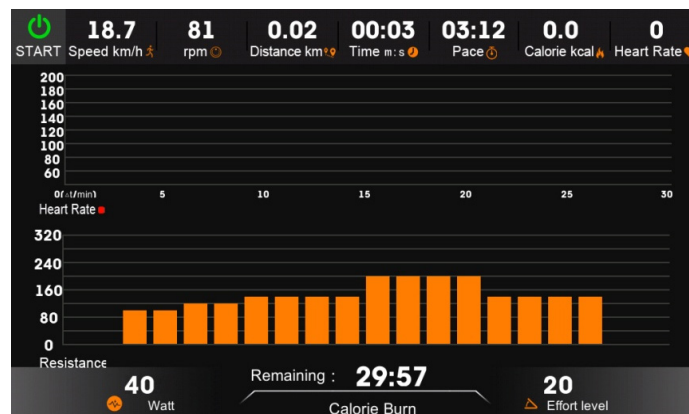 18.7 81 0.02 00:03 03:12 0.0 0
START Speed km/h rpm Distance km Time m:s Pace Calorie kcal Heart Rate
200
180
160
140
120
100
80
60
0(t/min) 5 10 15 20 25 30
Heart Rate
320
240
160
80
0
Resistance
40 Remaining : 29:57 20
Watt Calorie Burn Effort level